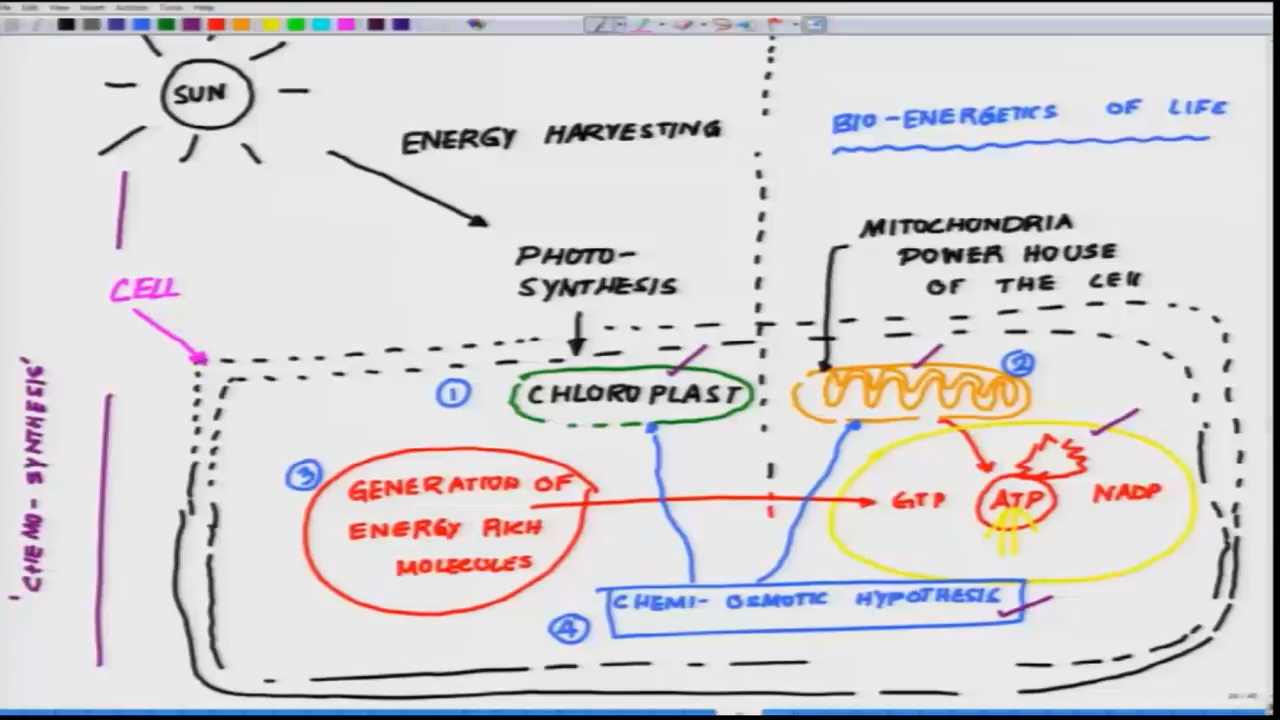 SUN
ENERGY HARVESTING
BIO-ENERGETICS OF LIFE
PHOTO-
SYNTHESIS
MITOCHONDRIA
POWER HOUSE
OF THE CELL
CELL
'CHEMO-SYNTHESIS'
1
CHLOROPLAST
2
3
GENERATION OF
ENERGY RICH
MOLECULES
GTP ATP NADP
4
CHEMI-OSMOTIC HYPOTHESIS